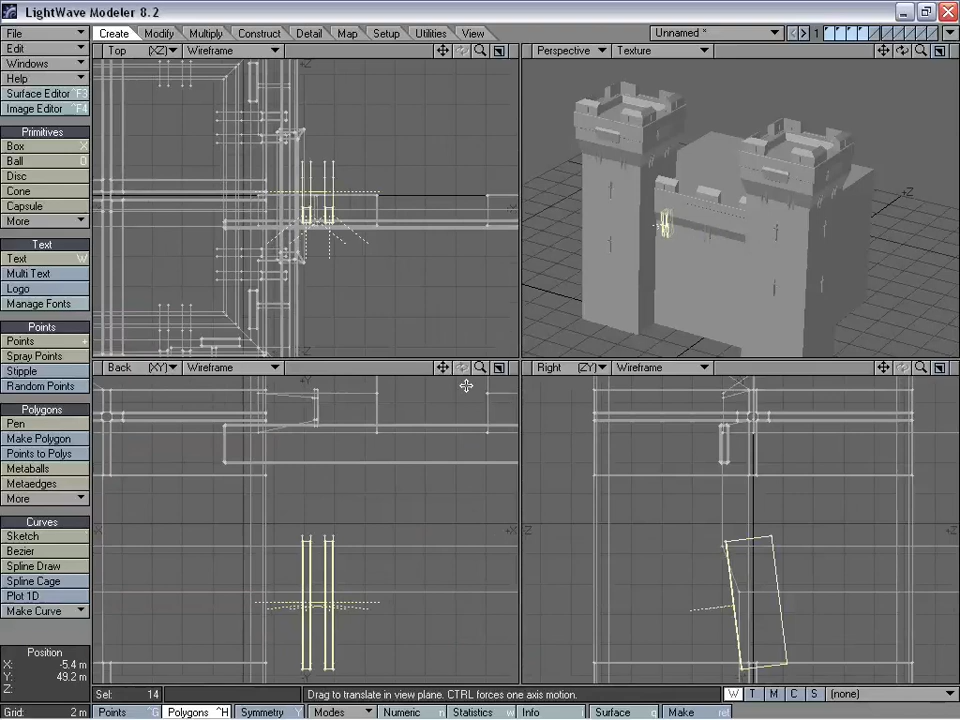 LightWave Modeler 8.2
File Create Modify Multiply Construct Detail Map Setup Utilities View Unnamed * 1
Edit Top (XZ) Wireframe Perspective Texture
Windows
Help
Surface Editor ^F3
Image Editor ^F4
Primitives
Box X
Ball O
Disc
Cone
Capsule
More
Text
Text W
Multi Text
Logo
Manage Fonts
Points
Points +
Spray Points
Stipple
Random Points
Back (XY) Wireframe Right (ZY) Wireframe
Polygons
Pen
Make Polygon
Points to Polys
Metaballs
Metaedges
More
Curves
Sketch
Bezier
Spline Draw
Spline Cage
Plot 1D
Make Curve
Position
X: -5.4 m
Y: 49.2 m
Z:
Sel: 14 Drag to translate in view plane. CTRL forces one axis motion. W T M C S (none)
Grid: 2 m Points ^G Polygons ^H Symmetry Y Modes Numeric n Statistics w Info i Surface q Make ret